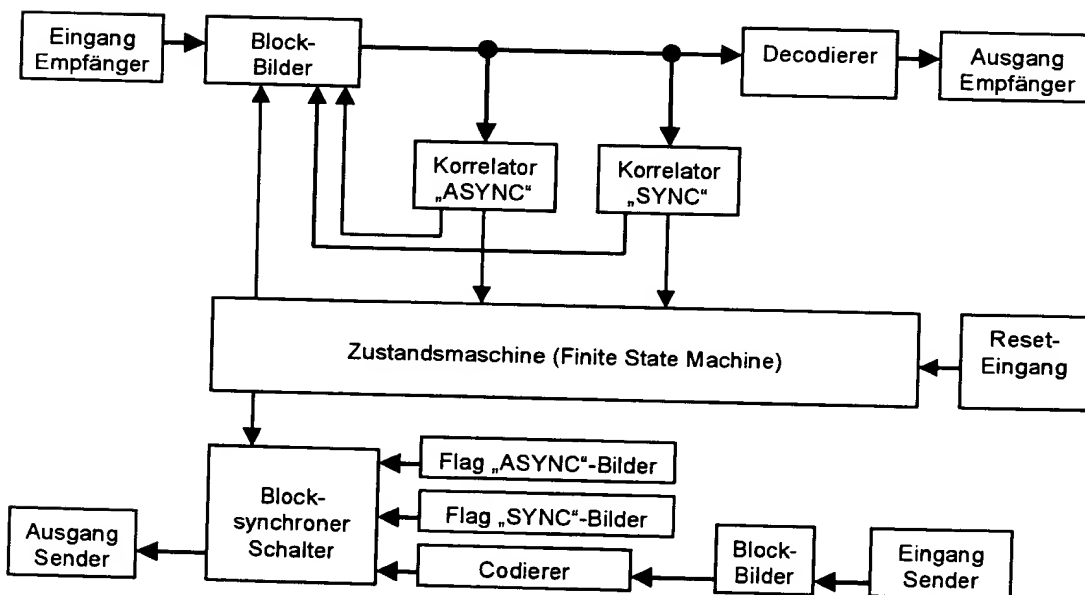 Eingang
Empfänger
Block-
Bilder
Decodierer
Ausgang
Empfänger
Korrelator
„ASYNC“
Korrelator
„SYNC“
Zustandsmaschine (Finite State Machine)
Reset-
Eingang
Block-
synchroner
Schalter
Flag „ASYNC“-Bilder
Flag „SYNC“-Bilder
Codierer
Block-
Bilder
Eingang
Sender
Ausgang
Sender